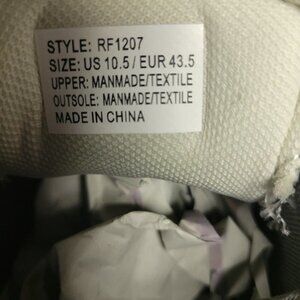 STYLE: RF1207
SIZE: US 10.5 / EUR 43.5
UPPER: MANMADE/TEXTILE
OUTSOLE: MANMADE/TEXTILE
MADE IN CHINA